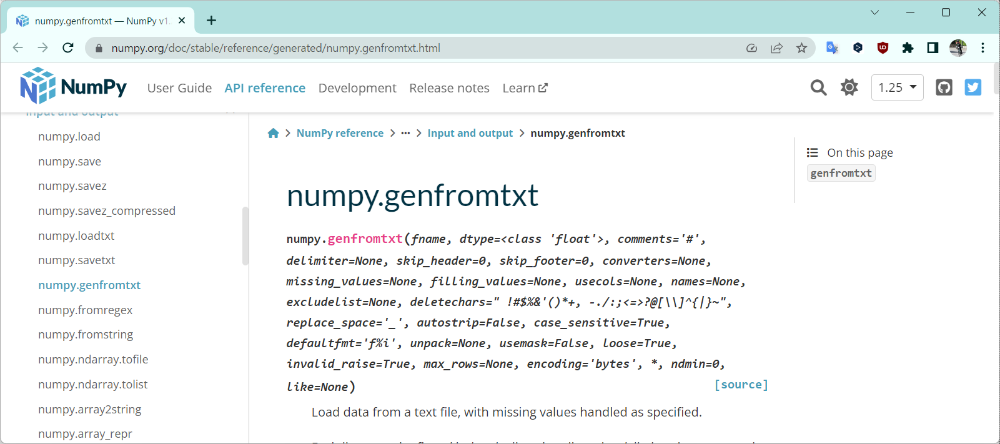 numpy.genfromtxt — NumPy v1.
numpy.org/doc/stable/reference/generated/numpy.genfromtxt.html
NumPy
User Guide
API reference
Development
Release notes
Learn
1.25
Input and output
numpy.load
numpy.save
numpy.savez
numpy.savez_compressed
numpy.loadtxt
numpy.savetxt
numpy.genfromtxt
numpy.fromregex
numpy.fromstring
numpy.ndarray.tofile
numpy.ndarray.tolist
numpy.array2string
numpy.array_repr
NumPy reference > ··· > Input and output > numpy.genfromtxt
numpy.genfromtxt
numpy.genfromtxt(fname, dtype=<class 'float'>, comments='#',
delimiter=None, skip_header=0, skip_footer=0, converters=None,
missing_values=None, filling_values=None, usecols=None, names=None,
excludelist=None, deletechars=" !#$%&'()*+, -./:;<=>?@[\\]^{|}~",
replace_space='_', autostrip=False, case_sensitive=True,
defaultfmt='f%i', unpack=None, usemask=False, loose=True,
invalid_raise=True, max_rows=None, encoding='bytes', *, ndmin=0,
like=None)
[source]
Load data from a text file, with missing values handled as specified.
On this page
genfromtxt